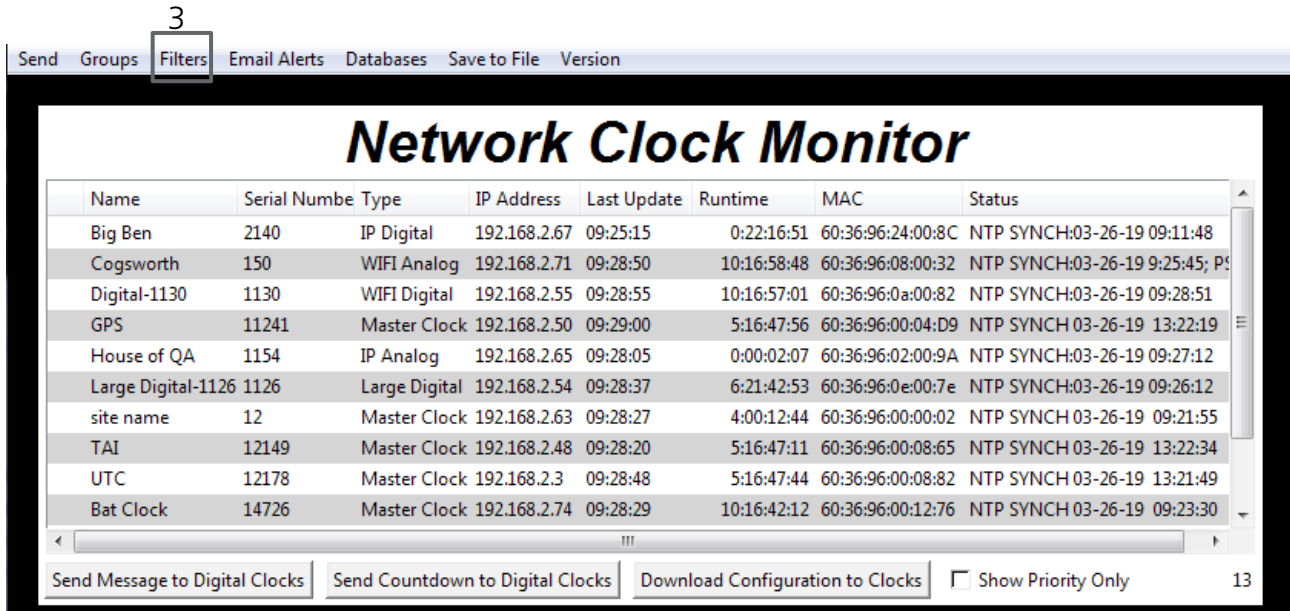 3
Send Groups Filters Email Alerts Databases Save to File Version
Network Clock Monitor
Name Serial Numbe Type IP Address Last Update Runtime MAC Status
Big Ben 2140 IP Digital 192.168.2.67 09:25:15 0:22:16:51 60:36:96:24:00:8C NTP SYNCH:03-26-19 09:11:48
Cogsworth 150 WIFI Analog 192.168.2.71 09:28:50 10:16:58:48 60:36:96:08:00:32 NTP SYNCH:03-26-19 9:25:45; PS
Digital-1130 1130 WIFI Digital 192.168.2.55 09:28:55 10:16:57:01 60:36:96:0a:00:82 NTP SYNCH:03-26-19 09:28:51
GPS 11241 Master Clock 192.168.2.50 09:29:00 5:16:47:56 60:36:96:00:04:D9 NTP SYNCH 03-26-19 13:22:19
House of QA 1154 IP Analog 192.168.2.65 09:28:05 0:00:02:07 60:36:96:02:00:9A NTP SYNCH:03-26-19 09:27:12
Large Digital-1126 1126 Large Digital 192.168.2.54 09:28:37 6:21:42:53 60:36:96:0e:00:7e NTP SYNCH:03-26-19 09:26:12
site name 12 Master Clock 192.168.2.63 09:28:27 4:00:12:44 60:36:96:00:00:02 NTP SYNCH 03-26-19 09:21:55
TAI 12149 Master Clock 192.168.2.48 09:28:20 5:16:47:11 60:36:96:00:08:65 NTP SYNCH 03-26-19 13:22:34
UTC 12178 Master Clock 192.168.2.3 09:28:48 5:16:47:44 60:36:96:00:08:82 NTP SYNCH 03-26-19 13:21:49
Bat Clock 14726 Master Clock 192.168.2.74 09:28:29 10:16:42:12 60:36:96:00:12:76 NTP SYNCH 03-26-19 09:23:30
Send Message to Digital Clocks Send Countdown to Digital Clocks Download Configuration to Clocks Show Priority Only 13